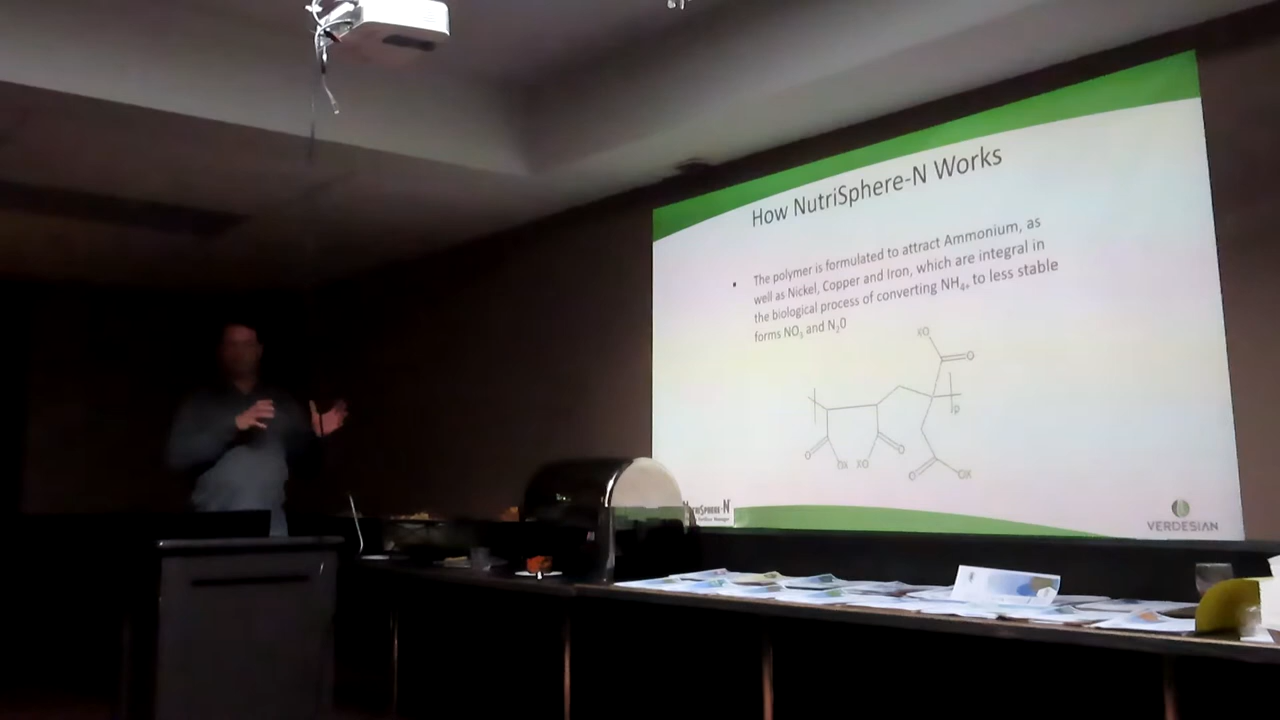 How NutriSphere-N Works
• The polymer is formulated to attract Ammonium, as
well as Nickel, Copper and Iron, which are integral in
the biological process of converting NH₄₊ to less stable
forms NO₃ and N₂0
XO
O
P
O
OX XO
O
O
OX
NutriSphere-N
VERDESIAN